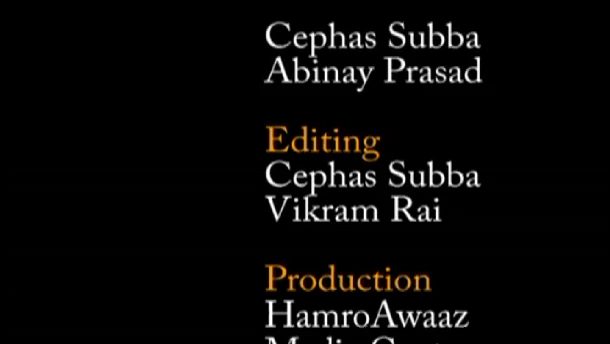 Cephas Subba
Abinay Prasad
Editing
Cephas Subba
Vikram Rai
Production
HamroAwaaz